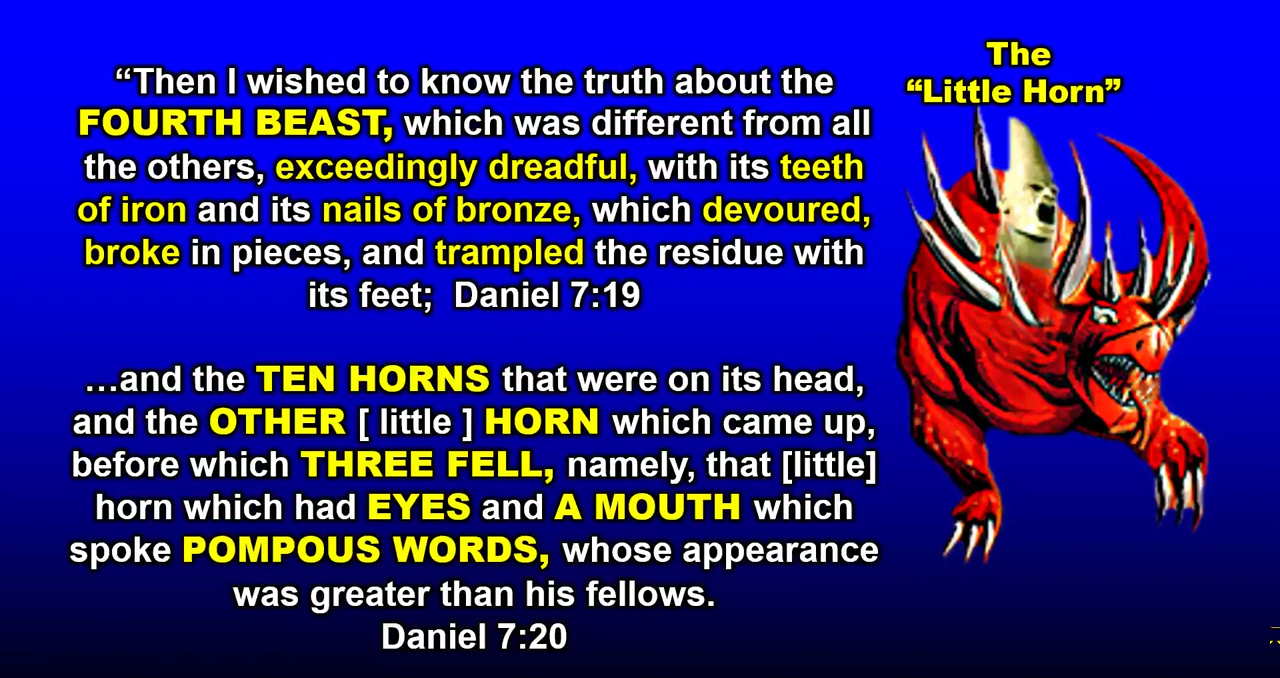 The
“Little Horn”
“Then I wished to know the truth about the
FOURTH BEAST, which was different from all
the others, exceedingly dreadful, with its teeth
of iron and its nails of bronze, which devoured,
broke in pieces, and trampled the residue with
its feet;  Daniel 7:19
…and the TEN HORNS that were on its head,
and the OTHER [ little ] HORN which came up,
before which THREE FELL, namely, that [little]
horn which had EYES and A MOUTH which
spoke POMPOUS WORDS, whose appearance
was greater than his fellows.
Daniel 7:20